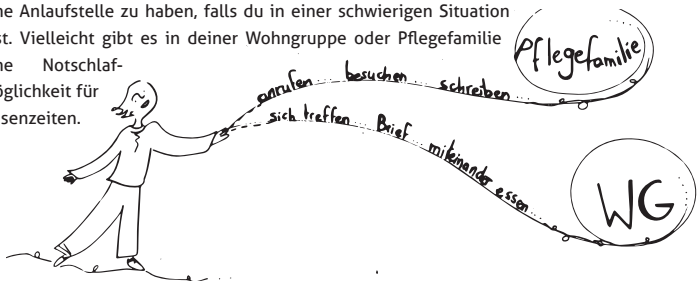 ne Anlaufstelle zu haben, falls du in einer schwierigen Situation
st. Vielleicht gibt es in deiner Wohngruppe oder Pflegefamilie
ne Notschlaf-
öglichkeit für
isenzeiten.
anrufen besuchen schreiben
Pflegefamilie
sich treffen Brief miteinander essen
WG